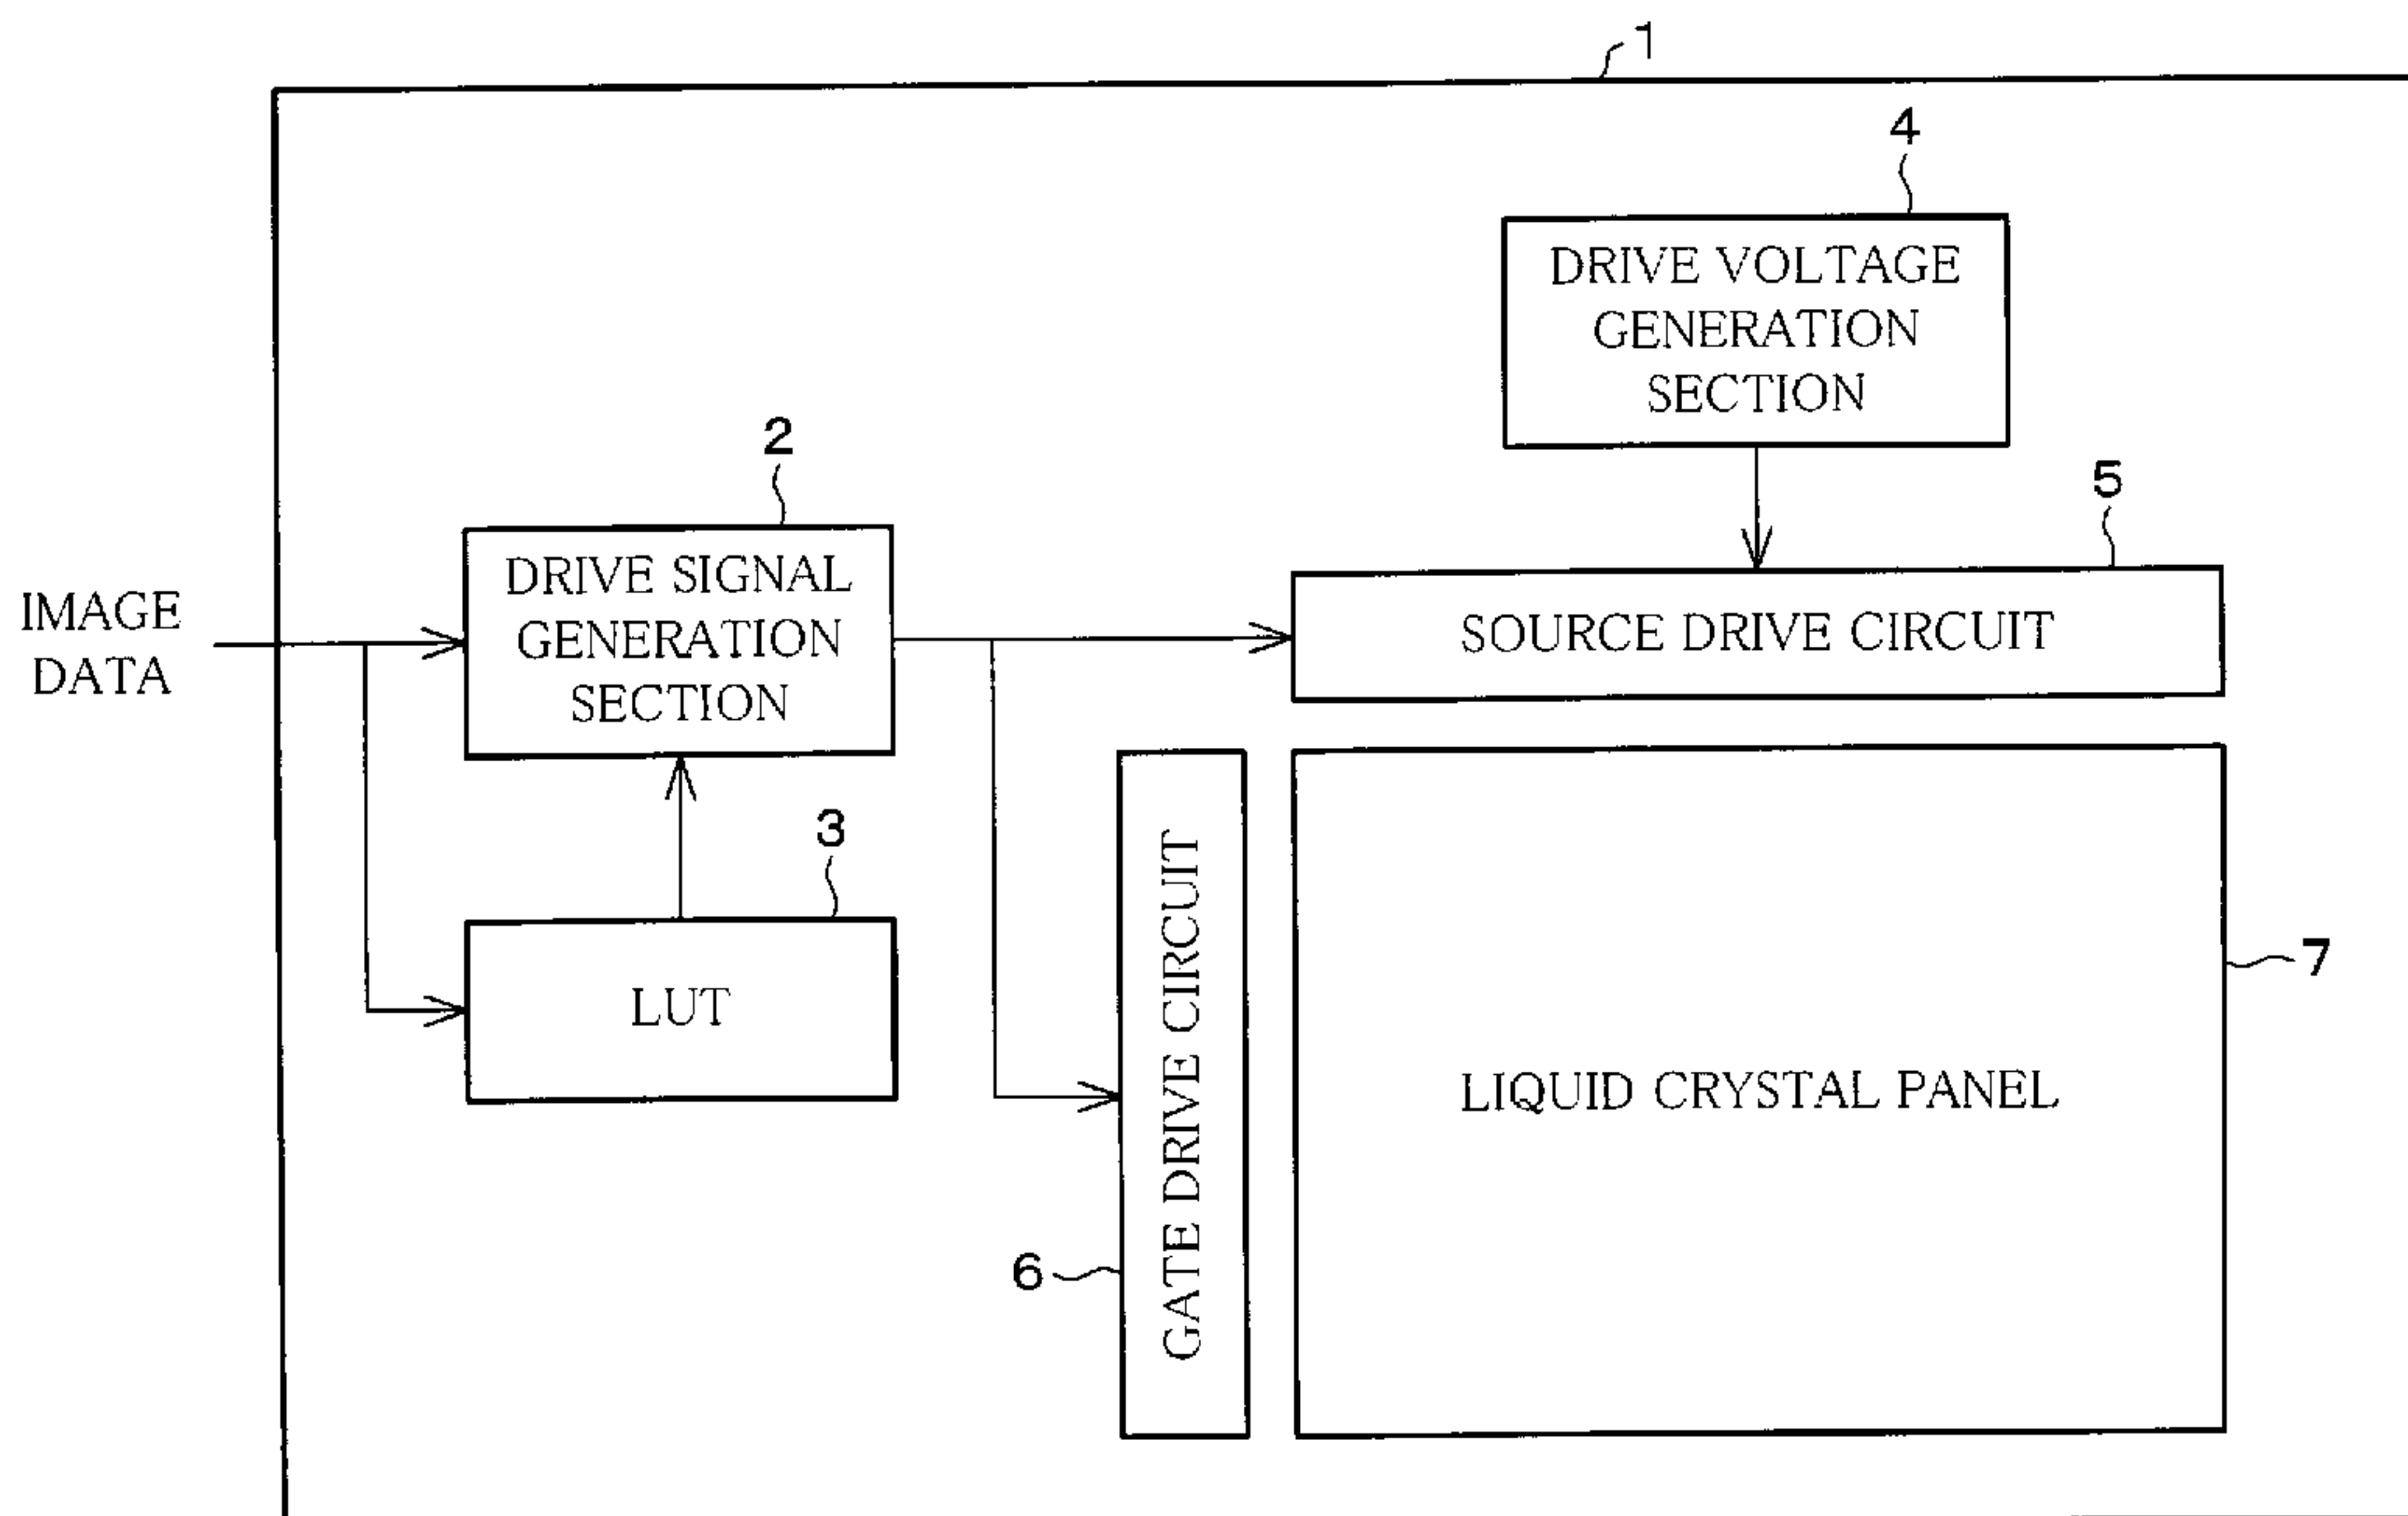 1
4
DRIVE VOLTAGE
GENERATION
SECTION
2
5
DRIVE SIGNAL
GENERATION
SECTION
IMAGE
DATA
SOURCE DRIVE CIRCUIT
3
LUT
GATE DRIVE CIRCUIT
7
LIQUID CRYSTAL PANEL
6